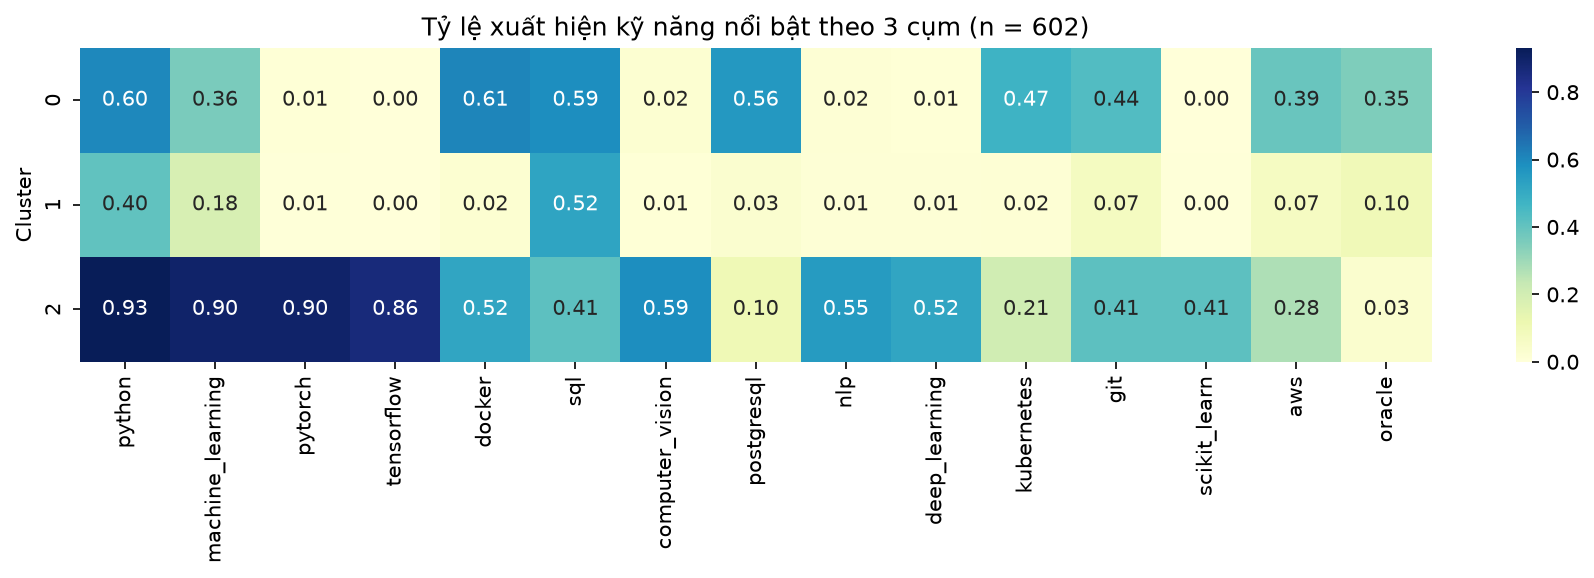 Tỷ lệ xuất hiện kỹ năng nổi bật theo 3 cụm (n = 602)
Cluster
0 0.60 0.36 0.01 0.00 0.61 0.59 0.02 0.56 0.02 0.01 0.47 0.44 0.00 0.39 0.35
1 0.40 0.18 0.01 0.00 0.02 0.52 0.01 0.03 0.01 0.01 0.02 0.07 0.00 0.07 0.10
2 0.93 0.90 0.90 0.86 0.52 0.41 0.59 0.10 0.55 0.52 0.21 0.41 0.41 0.28 0.03
python
machine_learning
pytorch
tensorflow
docker
sql
computer_vision
postgresql
nlp
deep_learning
kubernetes
git
scikit_learn
aws
oracle
0.8
0.6
0.4
0.2
0.0